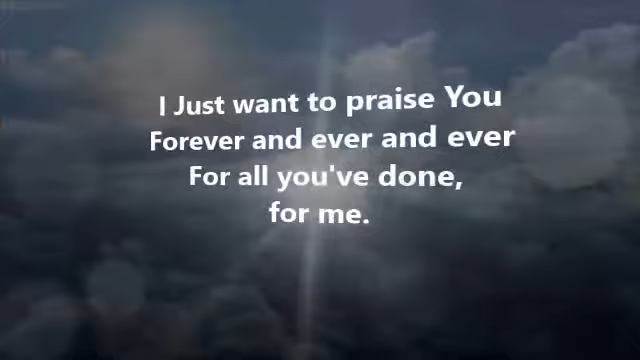 I Just want to praise You
Forever and ever and ever
For all you've done,
for me.